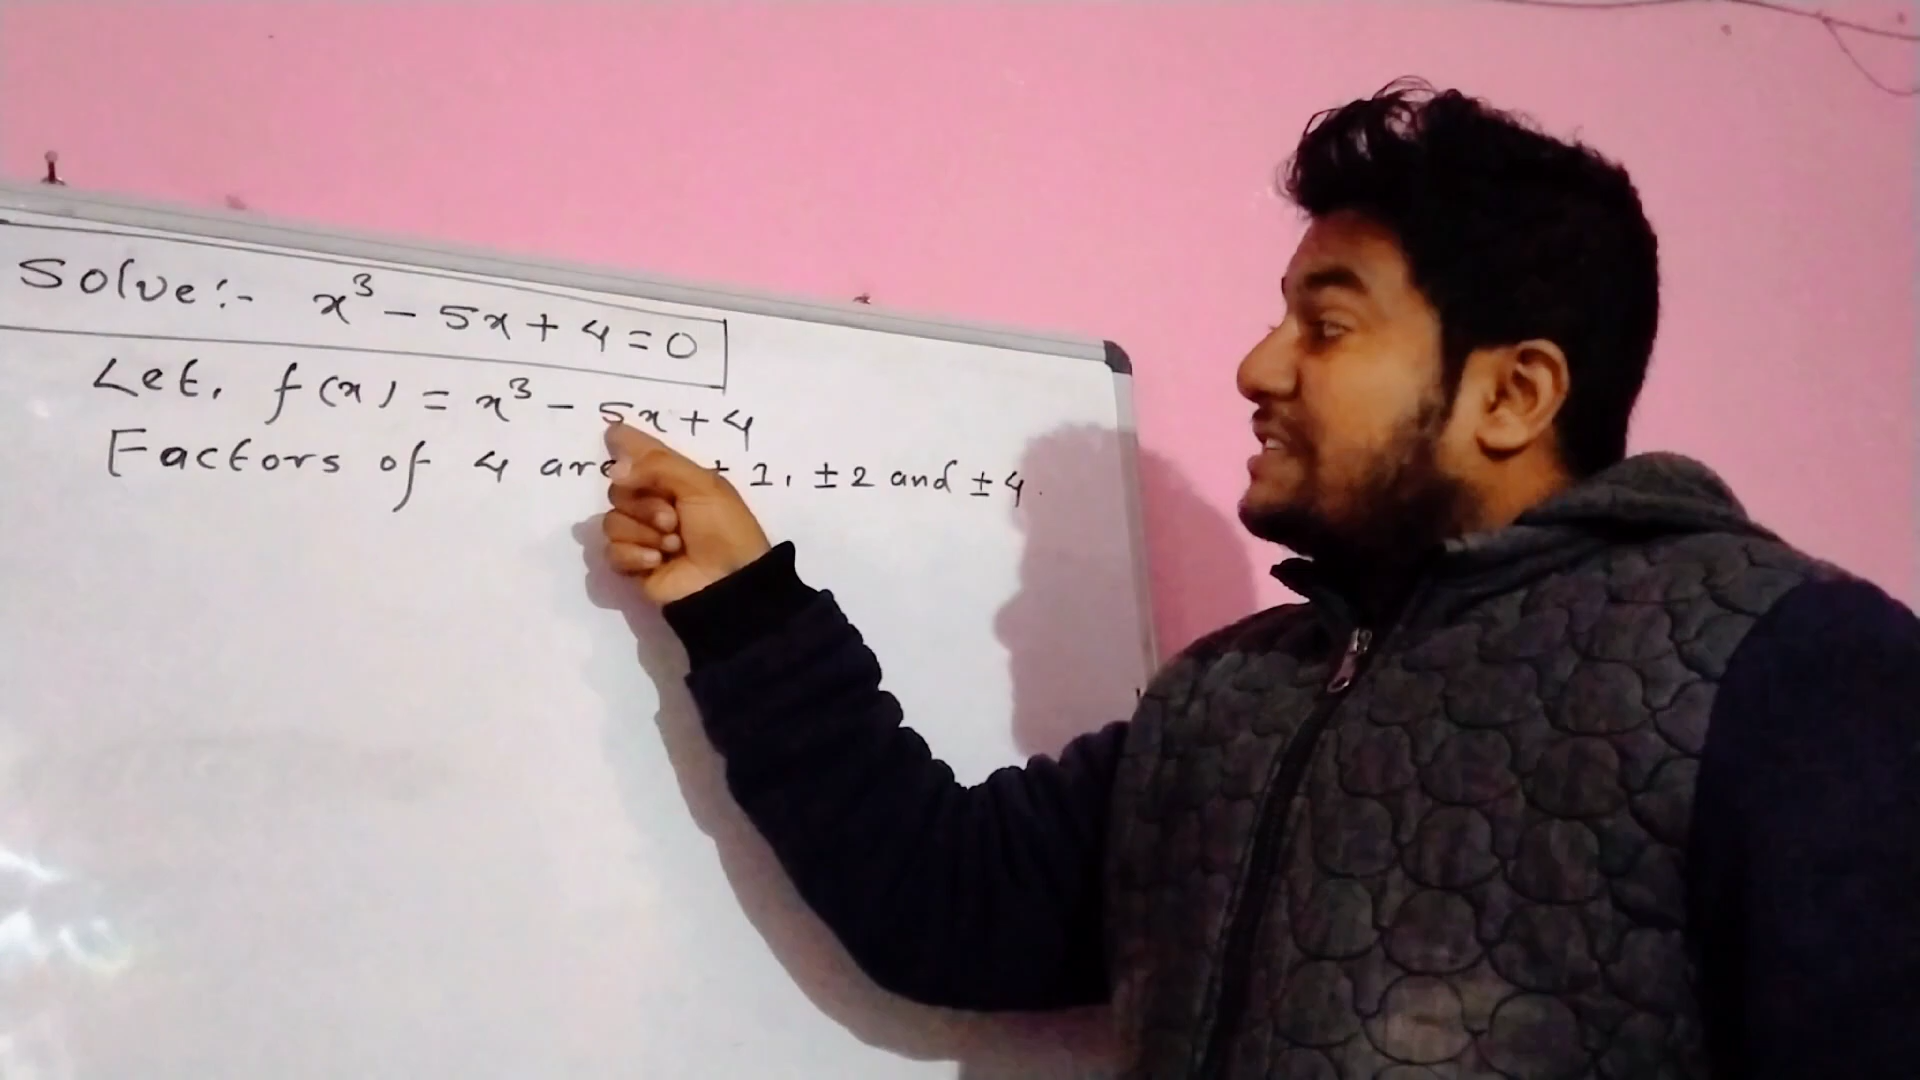 Solve:- x³ - 5x + 4 = 0
Let, f(x) = x³ - 5x + 4
Factors of 4 are ± 1, ± 2 and ± 4.